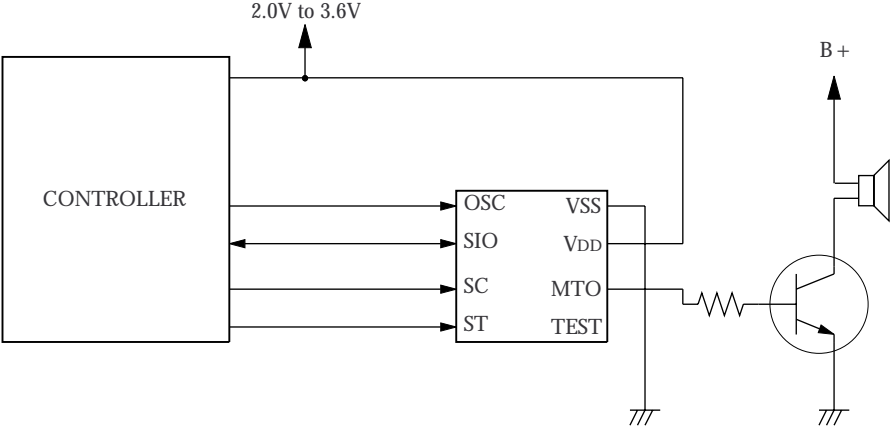 2.0V to 3.6V
B +
CONTROLLER
OSC
VSS
SIO
VDD
SC
MTO
ST
TEST